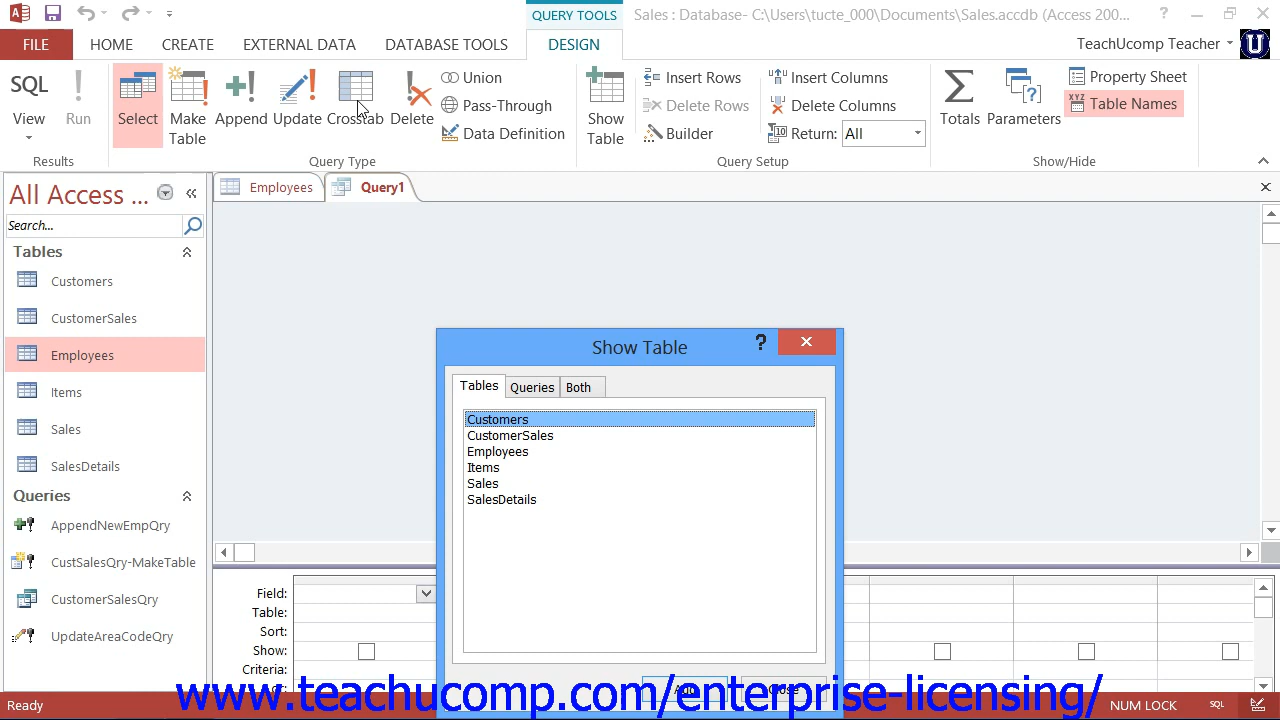 QUERY TOOLS
Sales : Database- C:\Users\tucte_000\Documents\Sales.accdb (Access 200...
FILE
HOME
CREATE
EXTERNAL DATA
DATABASE TOOLS
DESIGN
TeachUcomp Teacher
SQL
View
Run
Results
Select
Make
Table
Append
Update
Crosstab
Delete
Union
Pass-Through
Data Definition
Query Type
Show
Table
Insert Rows
Delete Rows
Builder
Insert Columns
Delete Columns
Return: All
Query Setup
Totals
Parameters
XYZ
Property Sheet
Table Names
Show/Hide
All Access ...
Search...
Tables
Customers
CustomerSales
Employees
Items
Sales
SalesDetails
Queries
AppendNewEmpQry
CustSalesQry-MakeTable
CustomerSalesQry
UpdateAreaCodeQry
Employees
Query1
Show Table
?
Tables
Queries
Both
Customers
CustomerSales
Employees
Items
Sales
SalesDetails
Add
Close
Field:
Table:
Sort:
Show:
Criteria:
or:
www.teachucomp.com/enterprise-licensing/
Ready
NUM LOCK
SQL